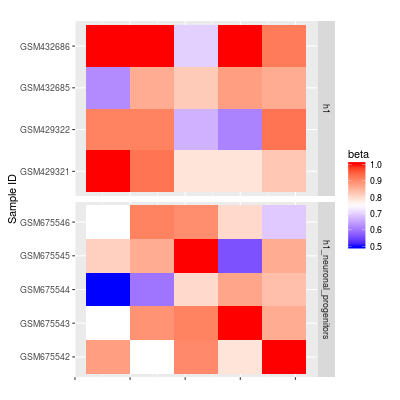 GSM432686
GSM432685
GSM429322
GSM429321
h1
GSM675546
GSM675545
GSM675544
GSM675543
GSM675542
h1_neuronal_progenitors
Sample ID
beta
1.0
0.9
0.8
0.7
0.6
0.5